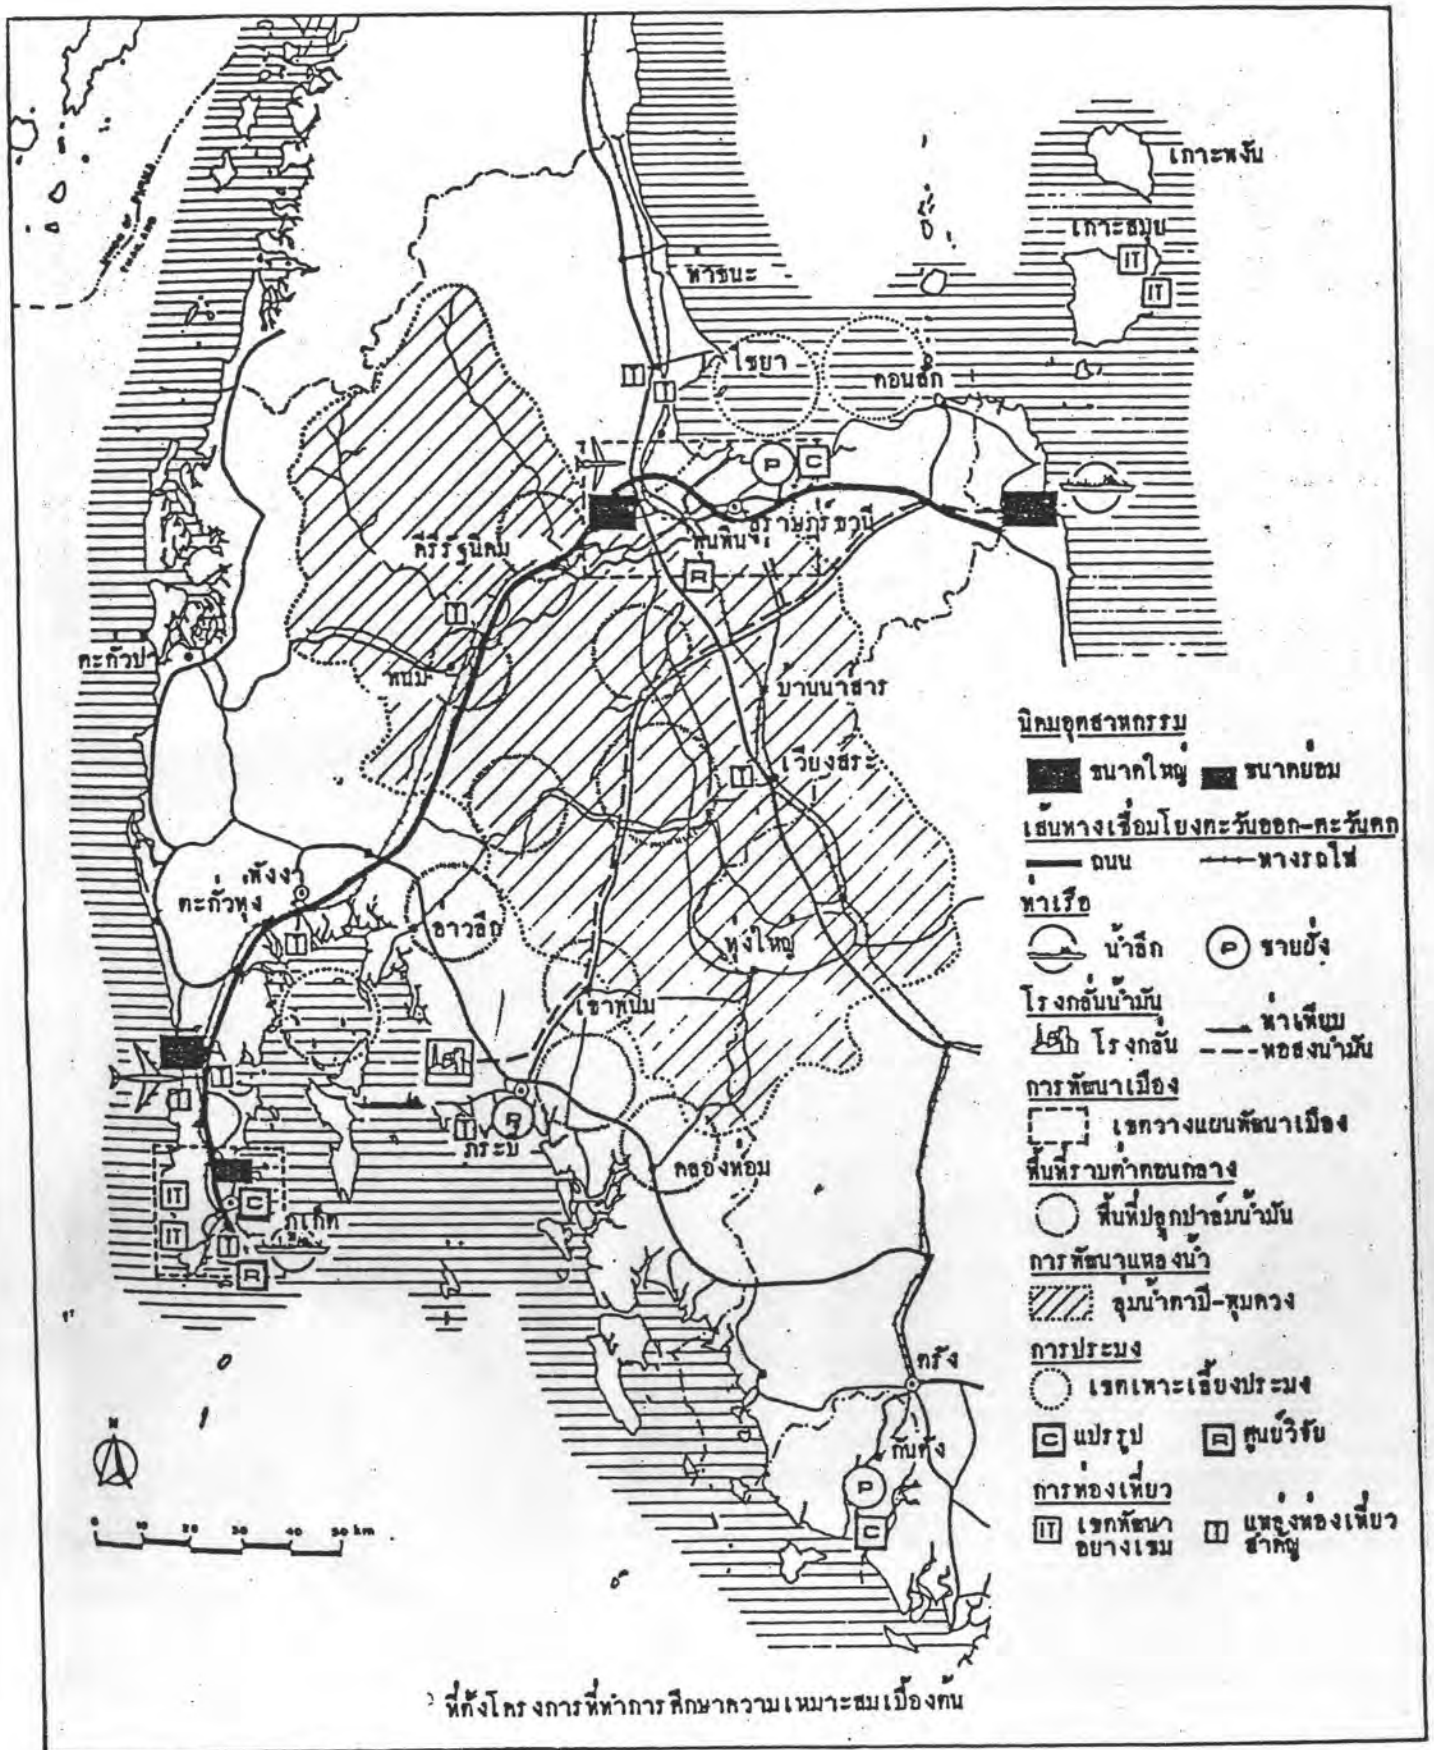 เกาะพงัน
เกาะสมุย
IT
IT
UNION OF BURMA
THAILAND
ท่าชนะ
ไชยา
ดอนสัก
T
T
P
C
สุราษฎร์ธานี
พุนพิน
คีรีรัฐนิคม
R
T
ตะกั่วป่า
พนม
บ้านนาสาร
เวียงสระ
T
พังงา
ตะกั่วทุ่ง
อ่าวลึก
ทุ่งใหญ่
T
เขาพนม
T
T
T
R
กระบี่
คลองท่อม
IT
C
IT
ภูเก็ต
T
R
ตรัง
กันตัง
P
C
N
0 10 20 30 40 50 km
นิคมอุตสาหกรรม
ขนาดใหญ่ ขนาดย่อม
เส้นทางเชื่อมโยงตะวันออก-ตะวันตก
ถนน ทางรถไฟ
ท่าเรือ
น้ำลึก P ชายฝั่ง
โรงกลั่นน้ำมัน
โรงกลั่น ท่าเทียบ
ท่อส่งน้ำมัน
การพัฒนาเมือง
เขตวางแผนพัฒนาเมือง
พื้นที่ราบต่ำตอนกลาง
พื้นที่ปลูกปาล์มน้ำมัน
การพัฒนาแหล่งน้ำ
ลุ่มน้ำตาปี-พุมดวง
การประมง
เขตเพาะเลี้ยงประมง
C แปรรูป R ศูนย์วิจัย
การท่องเที่ยว
IT เขตพัฒนา T แหล่งท่องเที่ยว
อย่างเข้ม สำคัญ
ที่ตั้งโครงการที่ทำการศึกษาความเหมาะสมเบื้องต้น